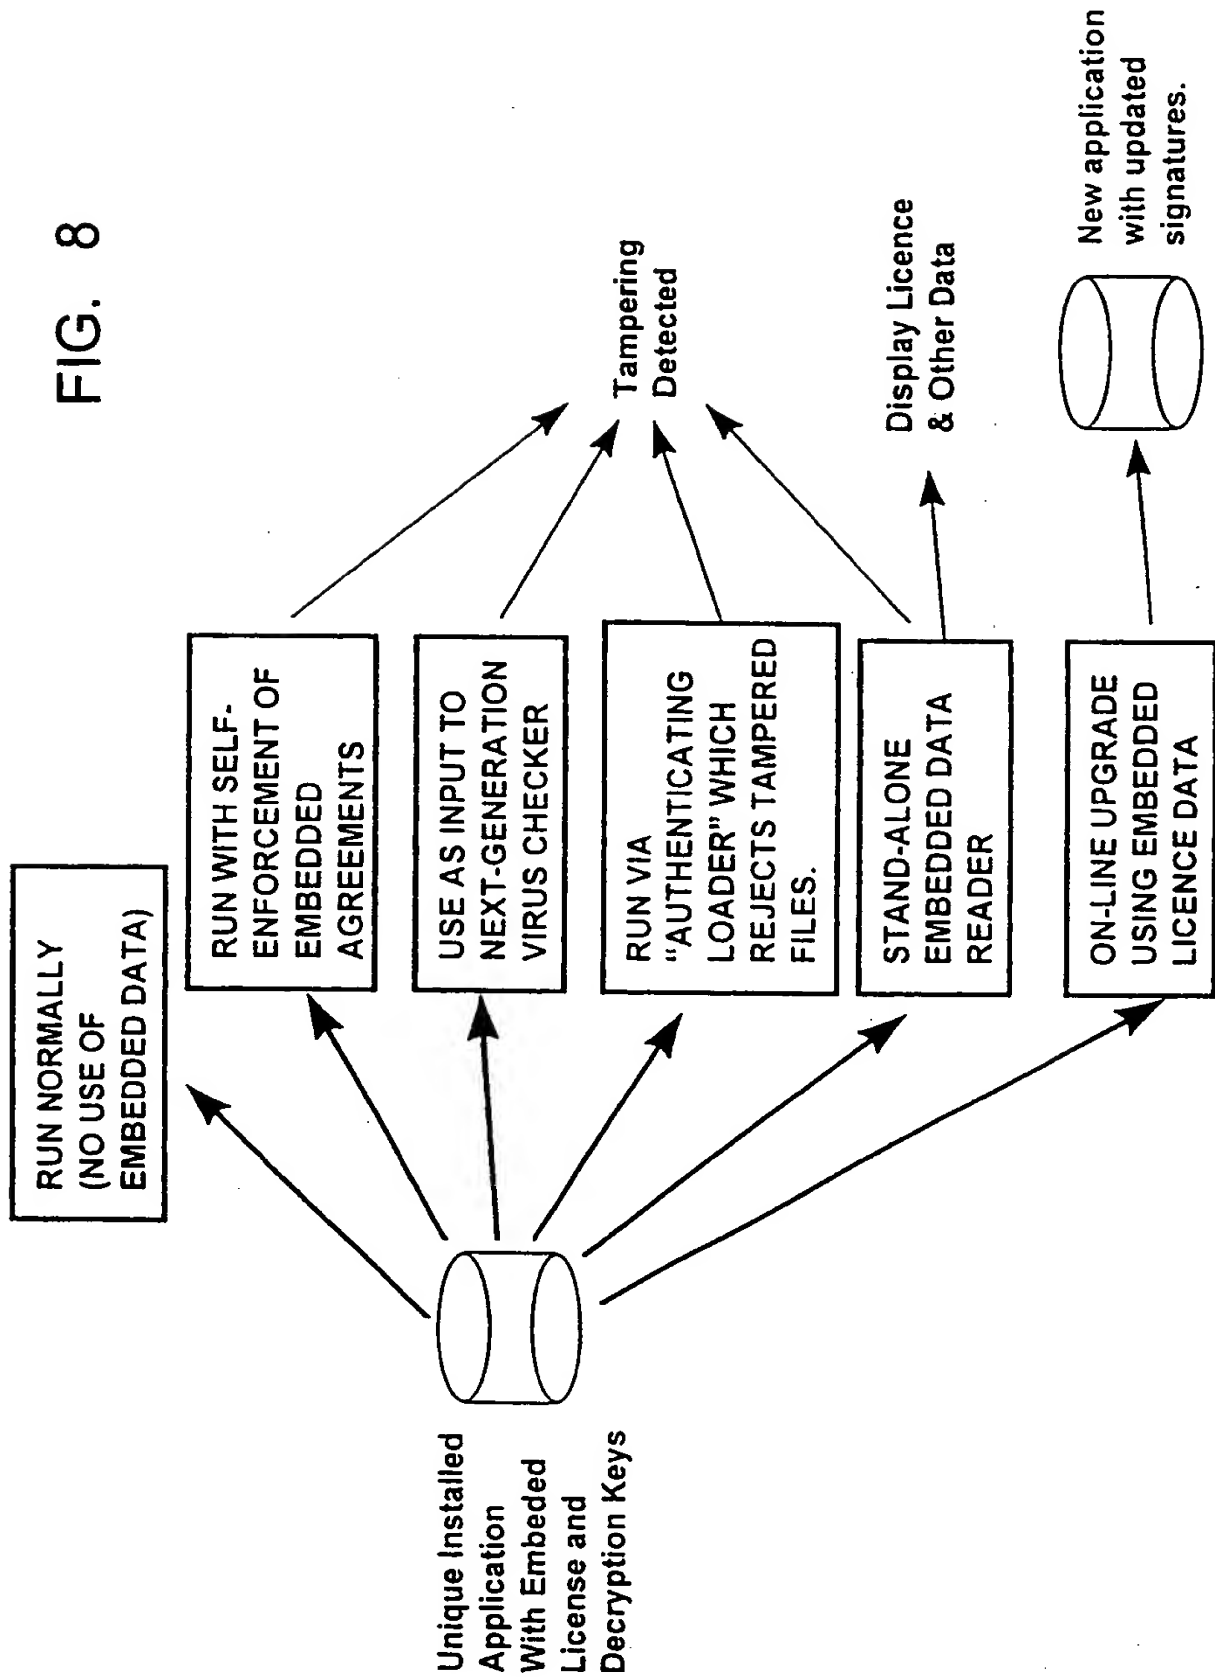 FIG. 8
RUN NORMALLY
(NO USE OF
EMBEDDED DATA)
RUN WITH SELF-
ENFORCEMENT OF
EMBEDDED
AGREEMENTS
USE AS INPUT TO
NEXT-GENERATION
VIRUS CHECKER
RUN VIA
"AUTHENTICATING
LOADER" WHICH
REJECTS TAMPERED
FILES.
STAND-ALONE
EMBEDDED DATA
READER
ON-LINE UPGRADE
USING EMBEDDED
LICENCE DATA
Unique Installed
Application
With Embeded
License and
Decryption Keys
Tampering
Detected
Display Licence
& Other Data
New application
with updated
signatures.